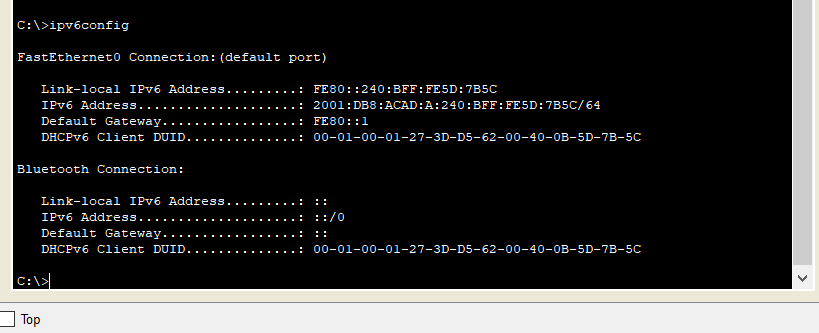 C:\>ipv6config
FastEthernet0 Connection:(default port)
Link-local IPv6 Address.........: FE80::240:BFF:FE5D:7B5C
IPv6 Address....................: 2001:DB8:ACAD:A:240:BFF:FE5D:7B5C/64
Default Gateway.................: FE80::1
DHCPv6 Client DUID..............: 00-01-00-01-27-3D-D5-62-00-40-0B-5D-7B-5C
Bluetooth Connection:
Link-local IPv6 Address.........: ::
IPv6 Address....................: ::/0
Default Gateway.................: ::
DHCPv6 Client DUID..............: 00-01-00-01-27-3D-D5-62-00-40-0B-5D-7B-5C
C:\>
Top